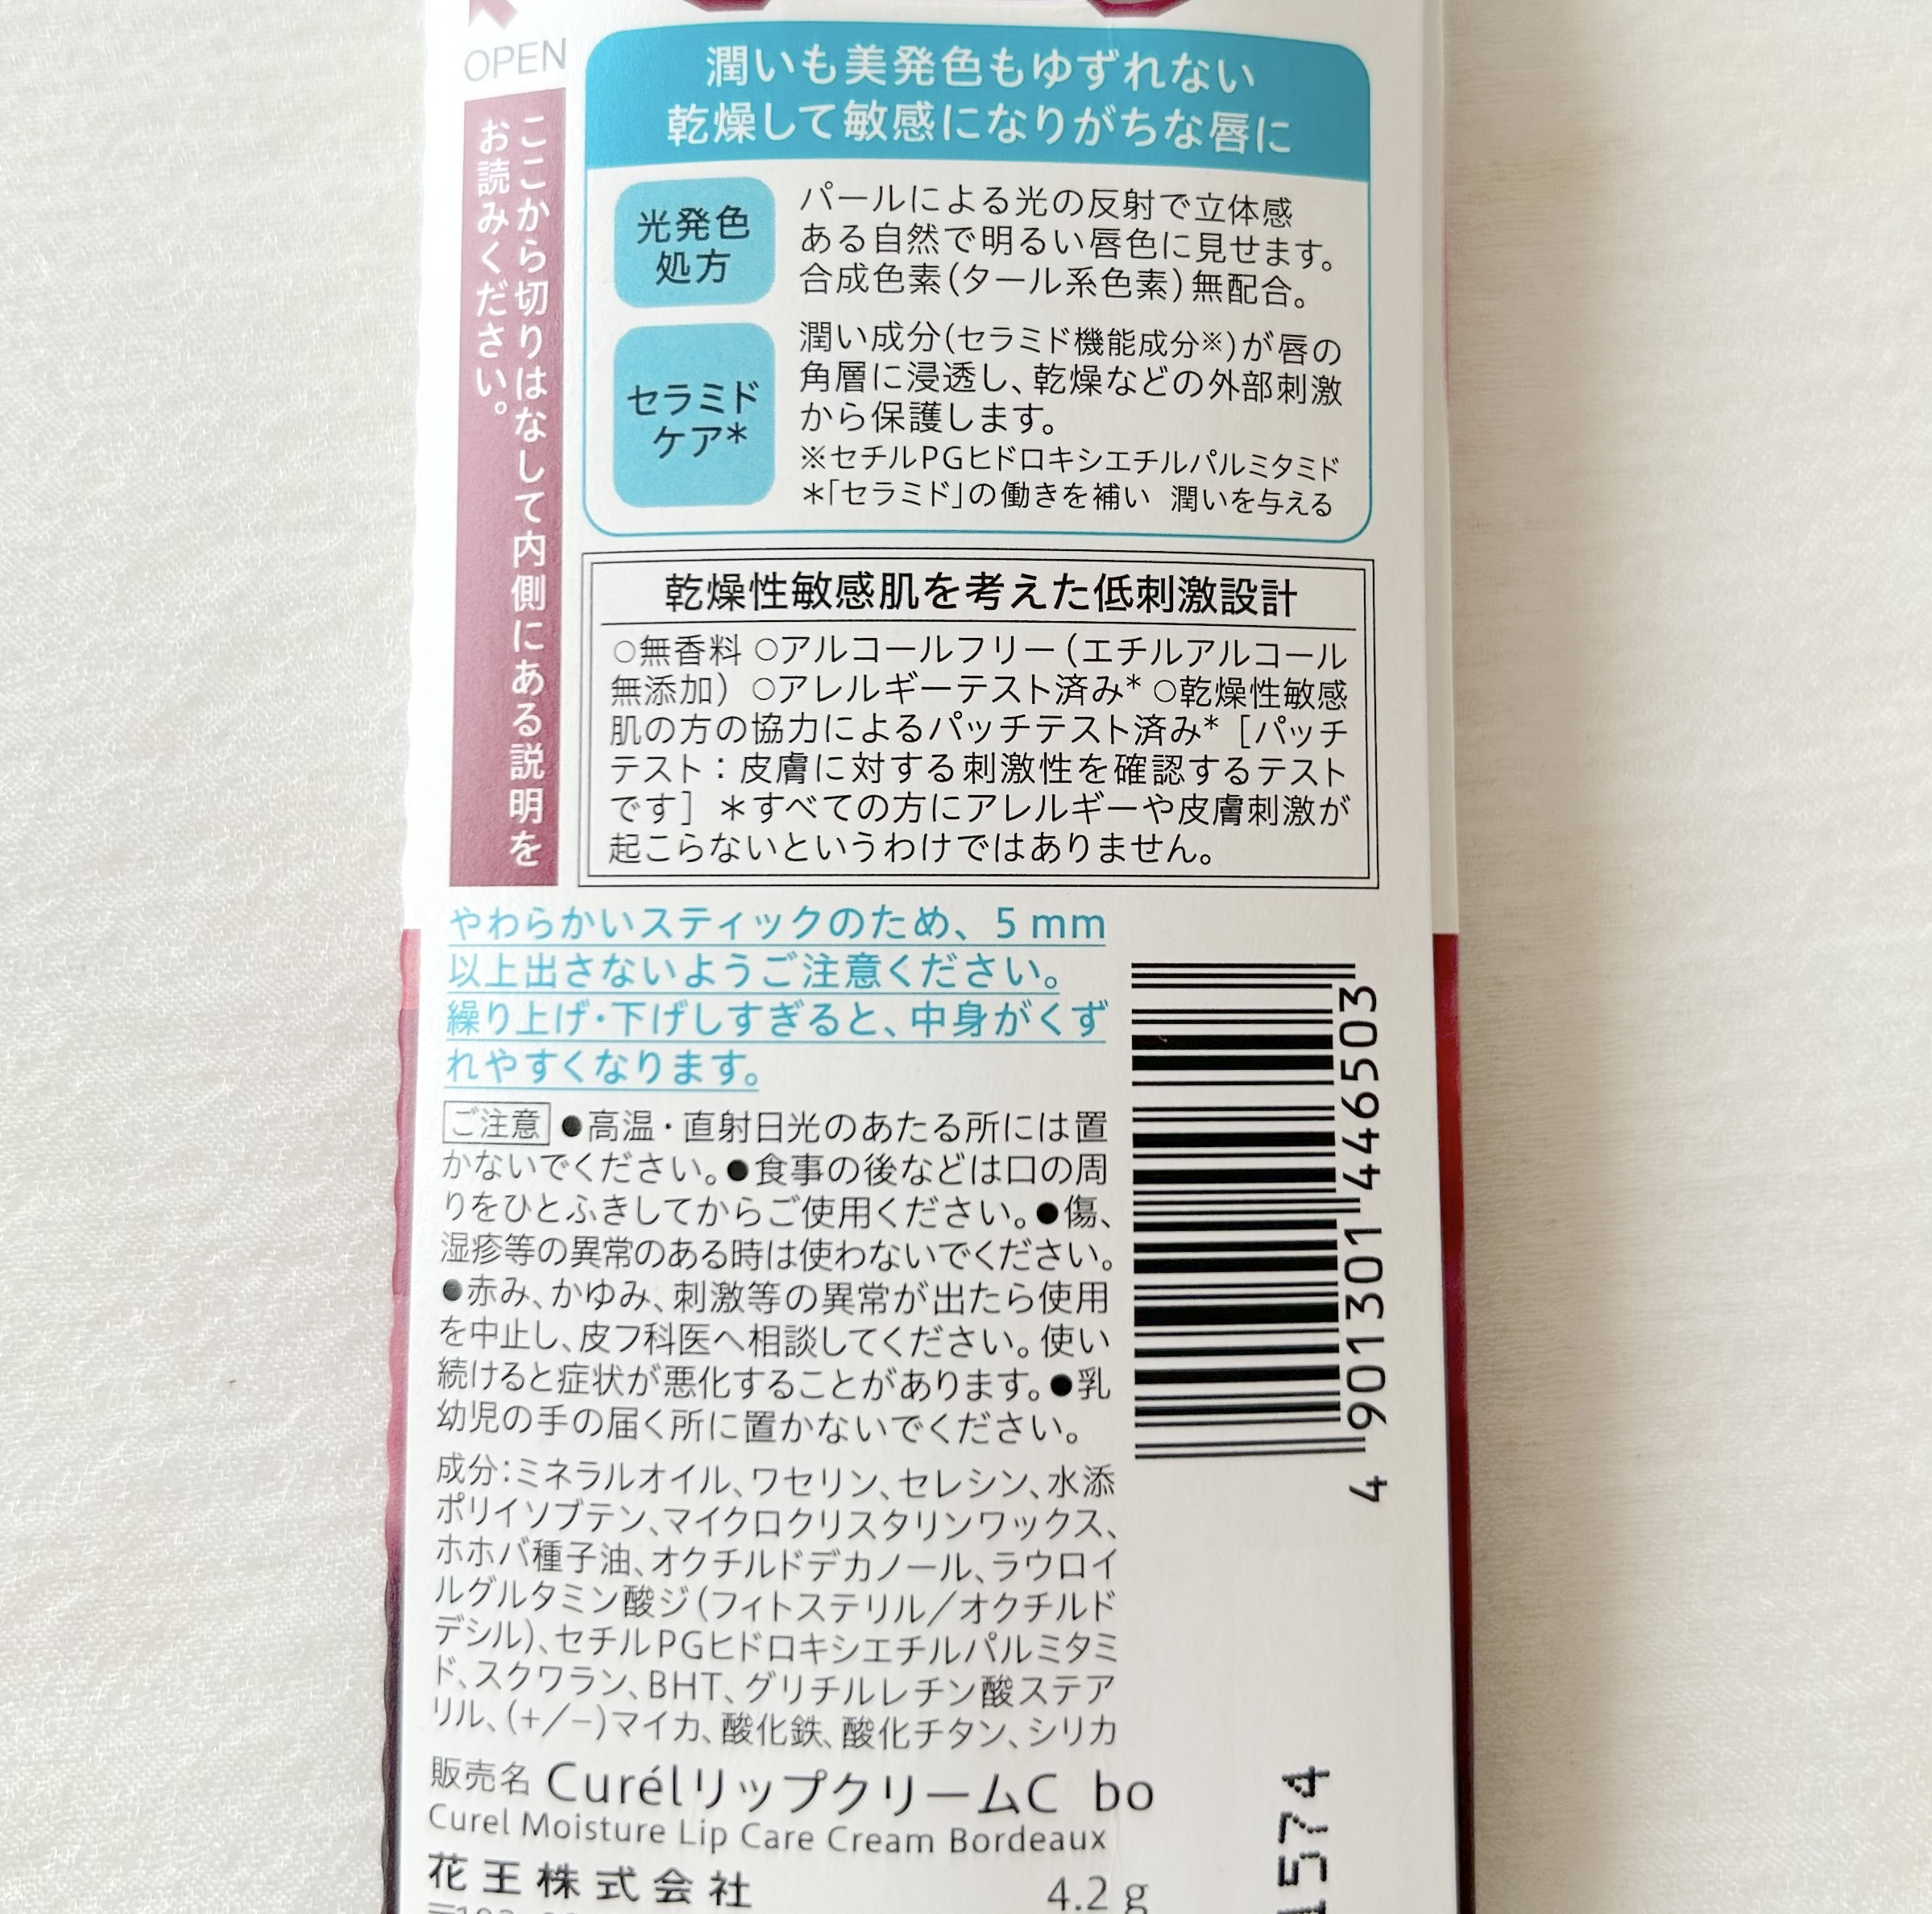 OPEN
ここから切りはなして内側にある説明を
お読みください。
潤いも美発色もゆずれない
乾燥して敏感になりがちな唇に
光発色
処方
パールによる光の反射で立体感
ある自然で明るい唇色に見せます。
合成色素(タール系色素)無配合。
セラミド
ケア*
潤い成分(セラミド機能成分※)が唇の
角層に浸透し、乾燥などの外部刺激
から保護します。
※セチルPGヒドロキシエチルパルミタミド
*「セラミド」の働きを補い 潤いを与える
乾燥性敏感肌を考えた低刺激設計
○無香料 ○アルコールフリー(エチルアルコール
無添加) ○アレルギーテスト済み* ○乾燥性敏感
肌の方の協力によるパッチテスト済み* [パッチ
テスト：皮膚に対する刺激性を確認するテスト
です] *すべての方にアレルギーや皮膚刺激が
起こらないというわけではありません。
やわらかいスティックのため、5 mm
以上出さないようご注意ください。
繰り上げ・下げしすぎると、中身がくず
れやすくなります。
ご注意 ●高温・直射日光のあたる所には置
かないでください。●食事の後などは口の周
りをひとふきしてからご使用ください。●傷、
湿疹等の異常のある時は使わないでください。
●赤み、かゆみ、刺激等の異常が出たら使用
を中止し、皮フ科医へ相談してください。使い
続けると症状が悪化することがあります。●乳
幼児の手の届く所に置かないでください。
成分：ミネラルオイル、ワセリン、セレシン、水添
ポリイソブテン、マイクロクリスタリンワックス、
ホホバ種子油、オクチルドデカノール、ラウロイ
ルグルタミン酸ジ(フィトステリル／オクチルド
デシル)、セチルPGヒドロキシエチルパルミタミ
ド、スクワラン、BHT、グリチルレチン酸ステア
リル、(+/−)マイカ、酸化鉄、酸化チタン、シリカ
販売名 Curélリップクリームc bo
Curel Moisture Lip Care Cream Bordeaux
花王株式会社 4.2 g
4 901301 446503
1574